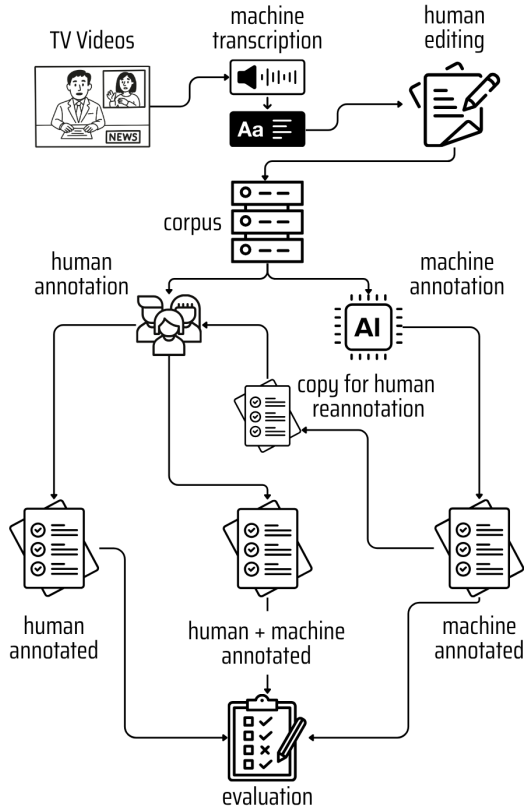 TV Videos
machine
transcription
human
editing
NEWS
Aa
corpus
human
annotation
machine
annotation
AI
copy for human
reannotation
human
annotated
human + machine
annotated
machine
annotated
evaluation